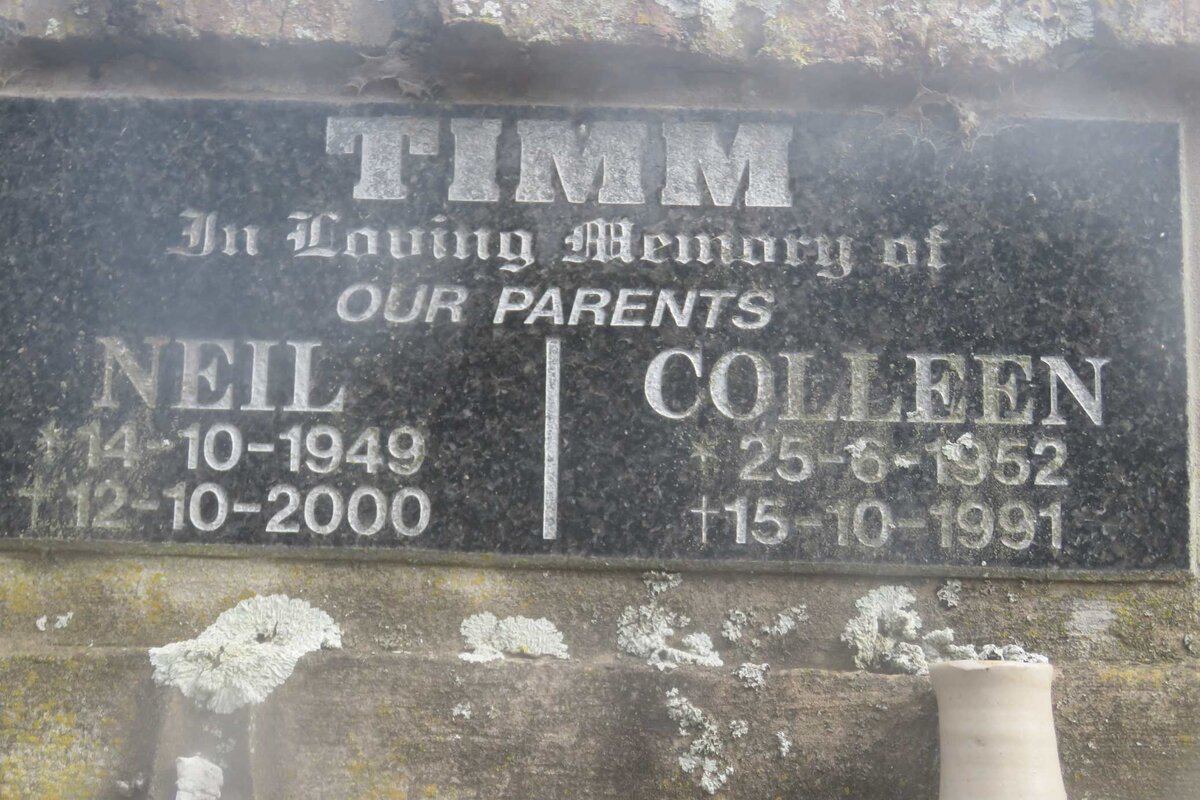 TIMM
In Loving Memory of
OUR PARENTS
NEIL
* 14-10-1949
†12-10-2000
COLLEEN
* 25-6-1952
†15-10-1991